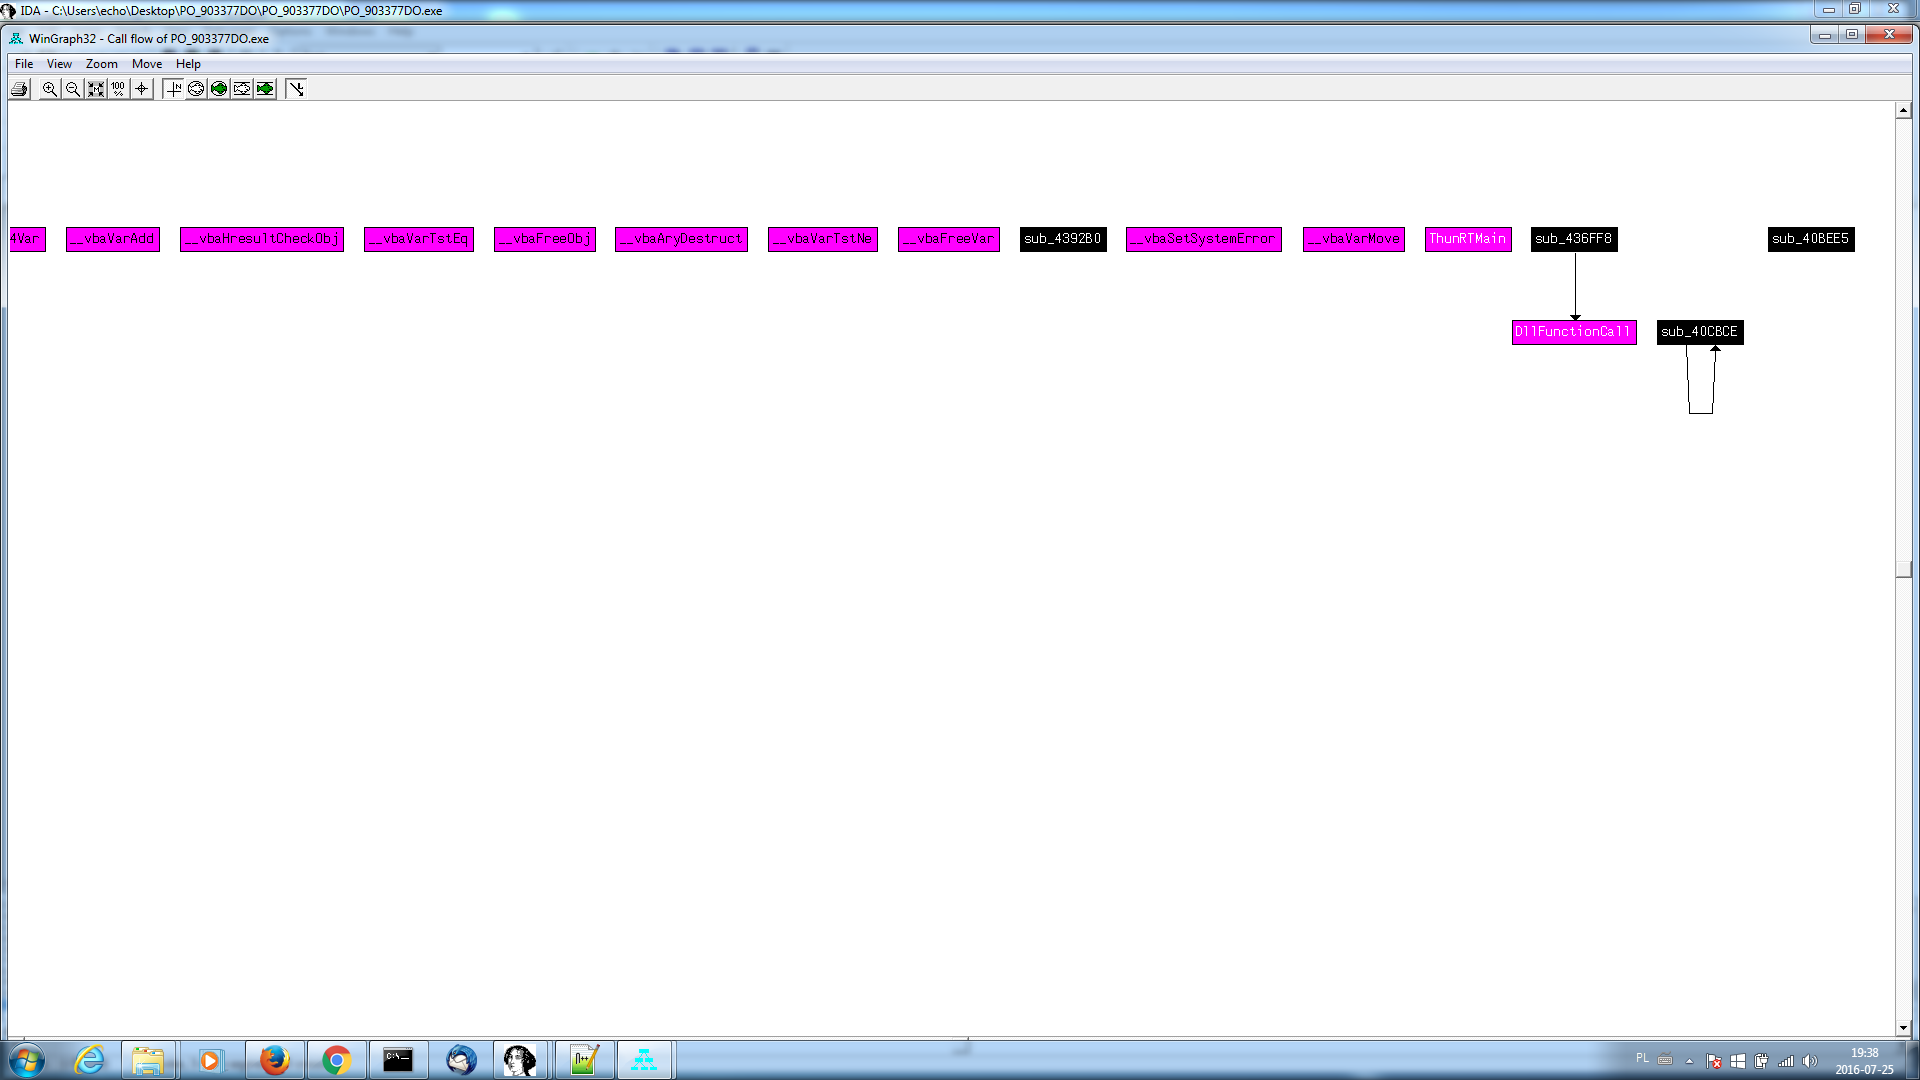 IDA - C:\Users\echo\Desktop\PO_903377DO\PO_903377DO\PO_903377DO.exe
WinGraph32 - Call flow of PO_903377DO.exe
File View Zoom Move Help
100 %
N
4Var __vbaVarAdd __vbaHresultCheckObj __vbaVarTstEq __vbaFreeObj __vbaAryDestruct __vbaVarTstNe __vbaFreeVar sub_4392B0 __vbaSetSystemError __vbaVarMove ThunRTMain sub_436FF8 sub_40BEE5
DllFunctionCall sub_40CBCE
C:\_
PL 19:38
2016-07-25